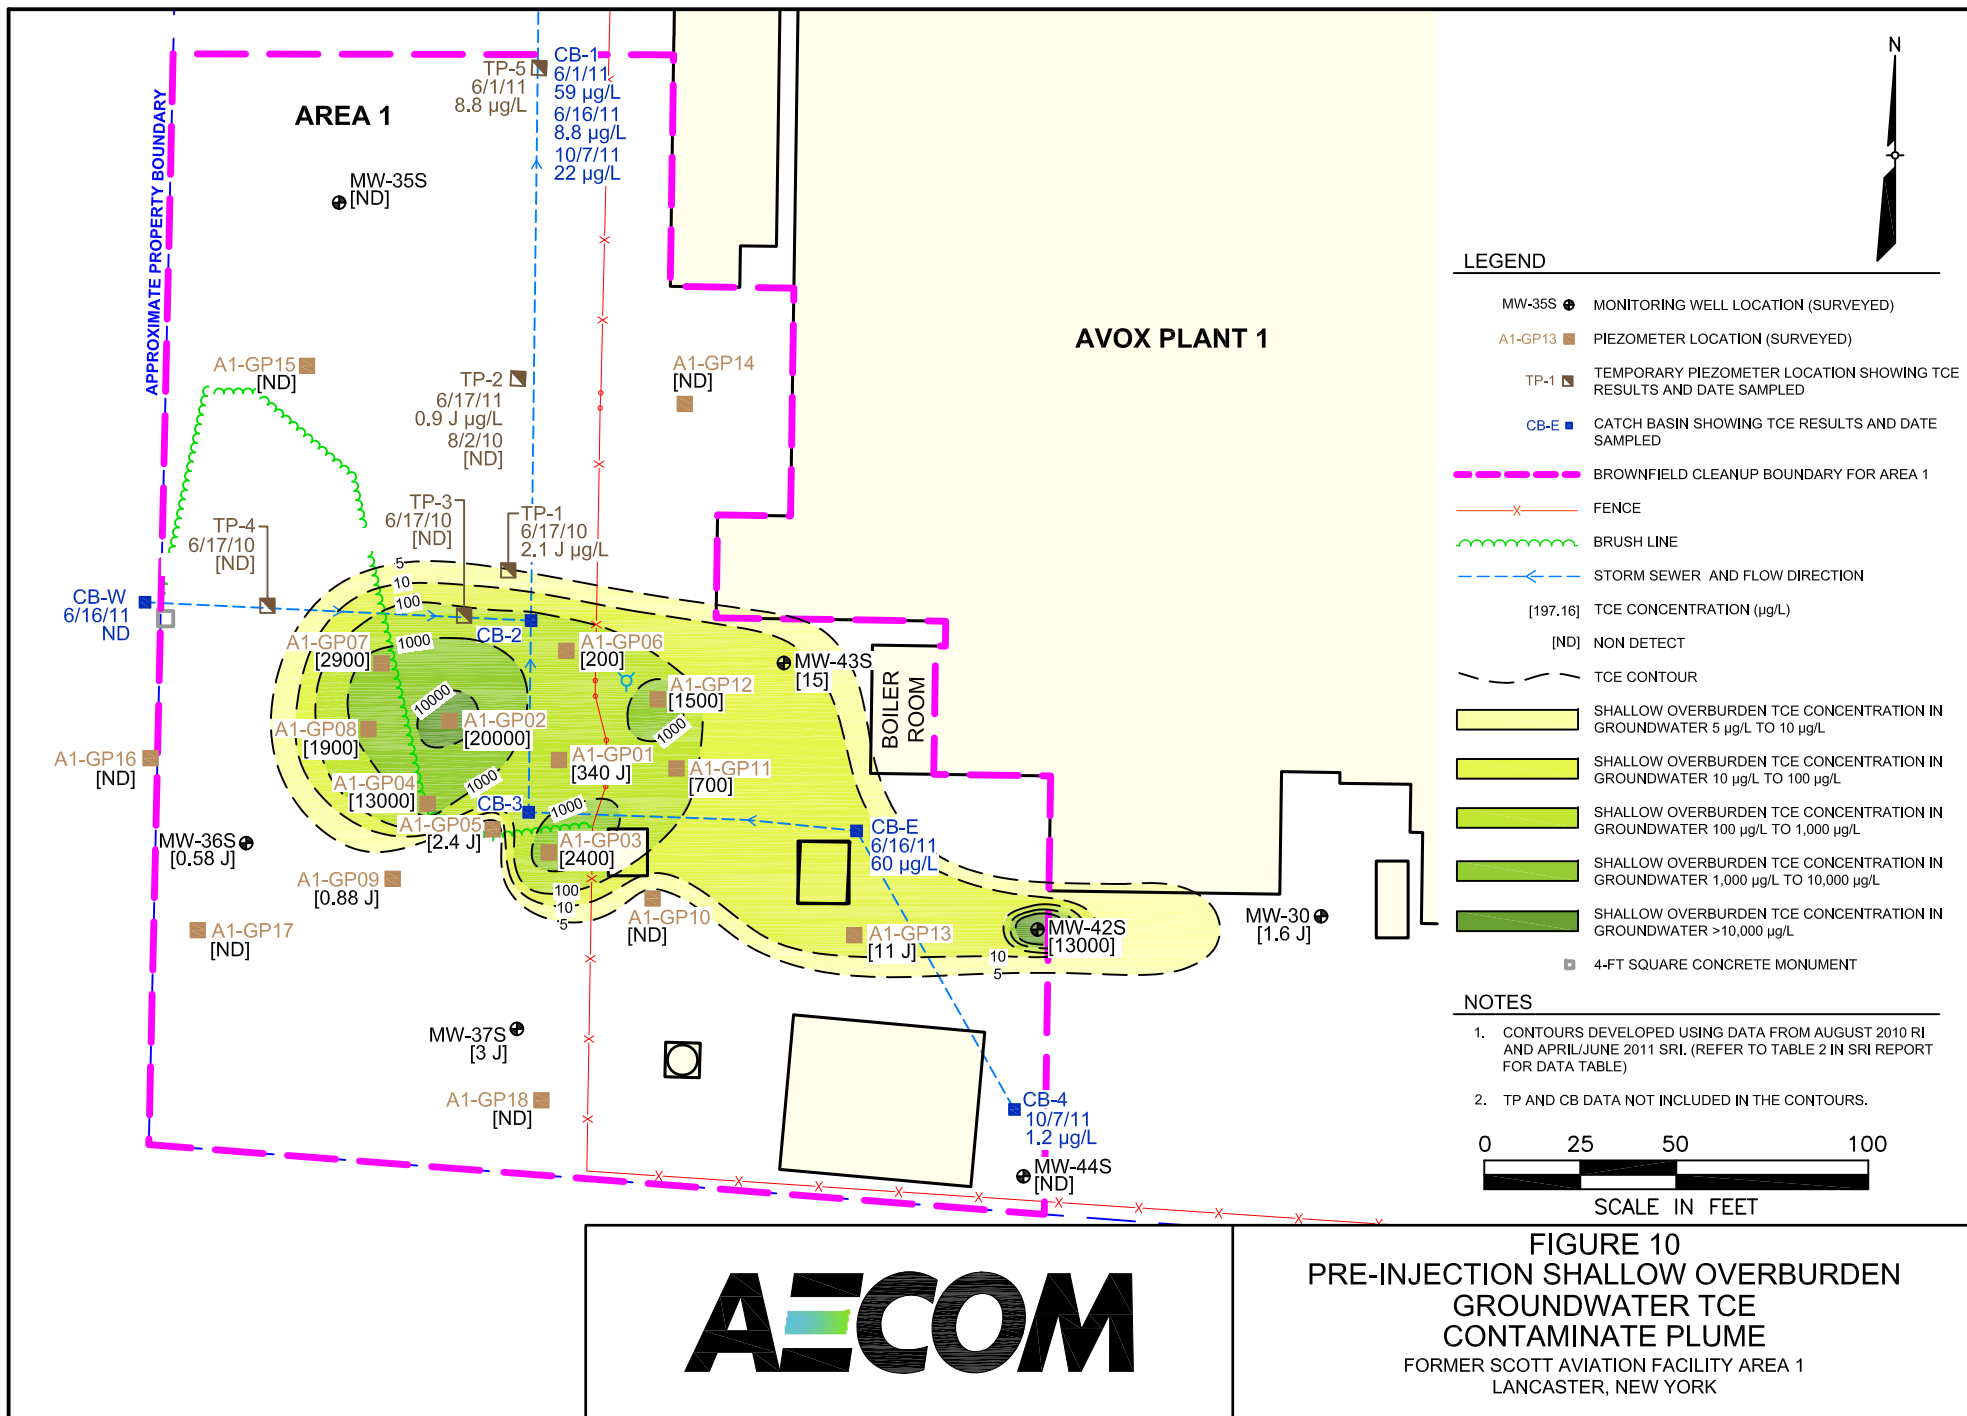 CB-1
6/1/11
59 µg/L
6/16/11
8.8 µg/L
10/7/11
22 µg/L
TP-5
6/1/11
8.8 µg/L
AREA 1
APPROXIMATE PROPERTY BOUNDARY
MW-35S
[ND]
AVOX PLANT 1
A1-GP15
[ND]
TP-2
6/17/11
0.9 J µg/L
8/2/10
[ND]
A1-GP14
[ND]
TP-4
6/17/10
[ND]
TP-3
6/17/10
[ND]
TP-1
6/17/10
2.1 J µg/L
5
10
100
1000
10000
CB-W
6/16/11
ND
CB-2
A1-GP07
[2900]
A1-GP06
[200]
MW-43S
[15]
A1-GP12
[1500]
1000
BOILER
ROOM
A1-GP08
[1900]
A1-GP02
[20000]
A1-GP01
[340 J]
A1-GP11
[700]
A1-GP16
[ND]
A1-GP04
[13000]
1000
CB-3
1000
A1-GP05
[2.4 J]
A1-GP03
[2400]
CB-E
6/16/11
60 µg/L
MW-36S
[0.58 J]
A1-GP09
[0.88 J]
100
10
5
A1-GP10
[ND]
A1-GP17
[ND]
A1-GP13
[11 J]
MW-42S
[13000]
10
5
MW-30
[1.6 J]
MW-37S
[3 J]
A1-GP18
[ND]
CB-4
10/7/11
1.2 µg/L
MW-44S
[ND]
N
LEGEND
MW-35S MONITORING WELL LOCATION (SURVEYED)
A1-GP13 PIEZOMETER LOCATION (SURVEYED)
TP-1 TEMPORARY PIEZOMETER LOCATION SHOWING TCE
RESULTS AND DATE SAMPLED
CB-E CATCH BASIN SHOWING TCE RESULTS AND DATE
SAMPLED
BROWNFIELD CLEANUP BOUNDARY FOR AREA 1
FENCE
BRUSH LINE
STORM SEWER AND FLOW DIRECTION
[197.16] TCE CONCENTRATION (µg/L)
[ND] NON DETECT
TCE CONTOUR
SHALLOW OVERBURDEN TCE CONCENTRATION IN
GROUNDWATER 5 µg/L TO 10 µg/L
SHALLOW OVERBURDEN TCE CONCENTRATION IN
GROUNDWATER 10 µg/L TO 100 µg/L
SHALLOW OVERBURDEN TCE CONCENTRATION IN
GROUNDWATER 100 µg/L TO 1,000 µg/L
SHALLOW OVERBURDEN TCE CONCENTRATION IN
GROUNDWATER 1,000 µg/L TO 10,000 µg/L
SHALLOW OVERBURDEN TCE CONCENTRATION IN
GROUNDWATER >10,000 µg/L
4-FT SQUARE CONCRETE MONUMENT
NOTES
1. CONTOURS DEVELOPED USING DATA FROM AUGUST 2010 RI
AND APRIL/JUNE 2011 SRI. (REFER TO TABLE 2 IN SRI REPORT
FOR DATA TABLE)
2. TP AND CB DATA NOT INCLUDED IN THE CONTOURS.
0 25 50 100
SCALE IN FEET
AECOM
FIGURE 10
PRE-INJECTION SHALLOW OVERBURDEN
GROUNDWATER TCE
CONTAMINATE PLUME
FORMER SCOTT AVIATION FACILITY AREA 1
LANCASTER, NEW YORK